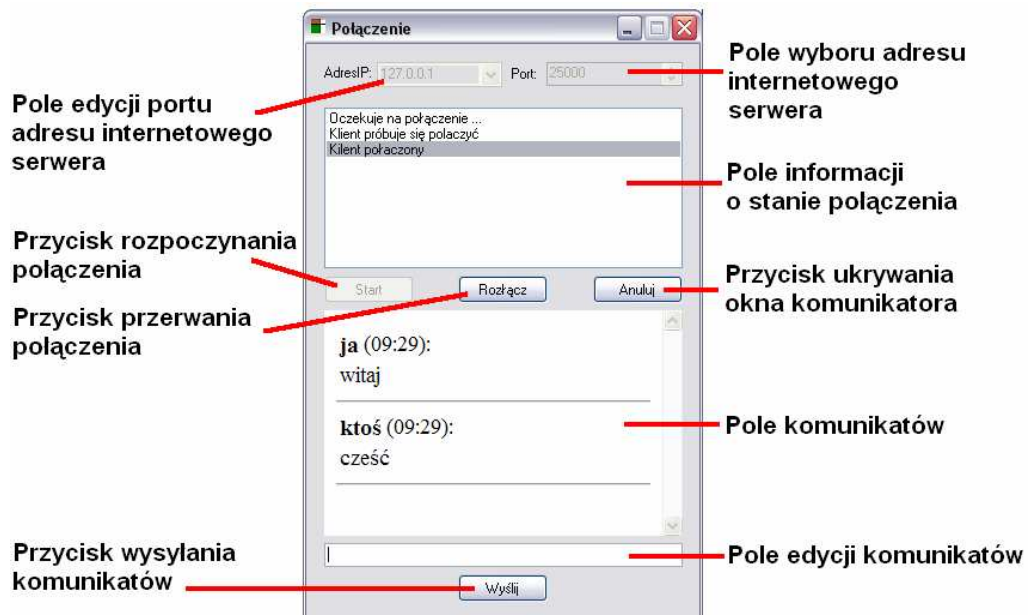 Połączenie
AdresIP: 127.0.0.1 Port: 25000
Pole wyboru adresu
internetowego
serwera
Pole edycji portu
adresu internetowego
serwera
Oczekuje na połączenie ...
Klient próbuje się polaczyć
Kilent połaczony
Pole informacji
o stanie połączenia
Przycisk rozpoczynania
połączenia
Start Rozłącz Anuluj
Przycisk ukrywania
okna komunikatora
Przycisk przerwania
połączenia
ja (09:29):
witaj
ktoś (09:29):
cześć
Pole komunikatów
Przycisk wysyłania
komunikatów
Pole edycji komunikatów
Wyślij